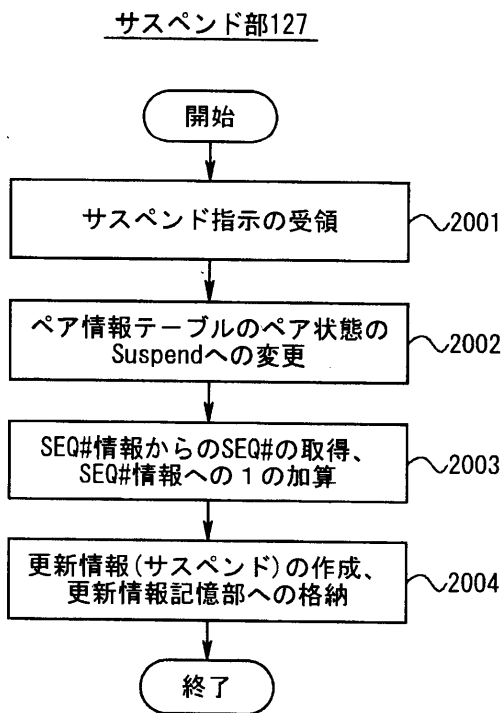 サスペンド部127
開始
サスペンド指示の受領
2001
ペア情報テーブルのペア状態の
Suspendへの変更
2002
SEQ#情報からのSEQ#の取得、
SEQ#情報への1の加算
2003
更新情報(サスペンド)の作成、
更新情報記憶部への格納
2004
終了